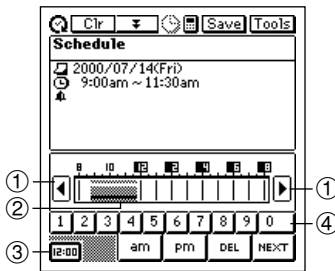 Clr Save Tools
Schedule
2000/07/14(Fri)
9:00am ~ 11:30am
8 10 12 2 4 6 8
① ①
②
1 2 3 4 5 6 7 8 9 0 ④
③ 12:00 am pm DEL NEXT